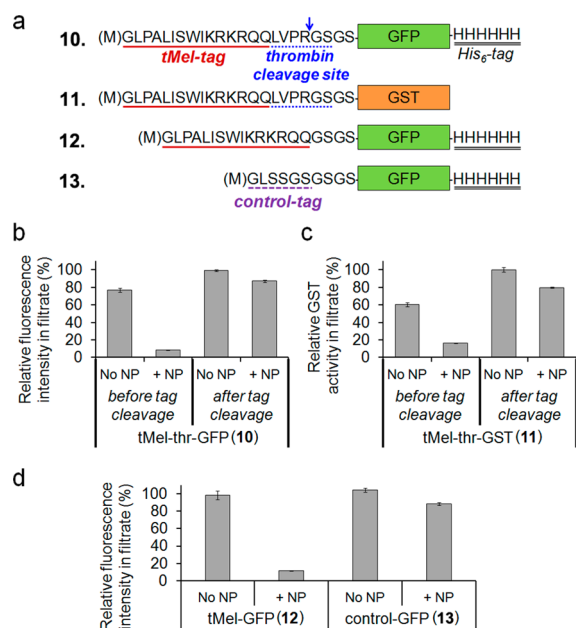 a
10. (M)GLPALISWIKRKRQQLVPRGSGS- GFP -HHHHHH
tMel-tag thrombin cleavage site His6-tag
11. (M)GLPALISWIKRKRQQLVPRGSGS- GST
12. (M)GLPALISWIKRKRQQGSGS- GFP -HHHHHH
13. (M)GLSSGSGSGS- GFP -HHHHHH
control-tag
b
Relative fluorescence intensity in filtrate (%)
100
80
60
40
20
0
No NP + NP No NP + NP
before tag cleavage after tag cleavage
tMel-thr-GFP (10)
c
Relative GST activity in filtrate (%)
100
80
60
40
20
0
No NP + NP No NP + NP
before tag cleavage after tag cleavage
tMel-thr-GST (11)
d
Relative fluorescence intensity in filtrate (%)
100
80
60
40
20
0
No NP + NP No NP + NP
tMel-GFP (12) control-GFP (13)